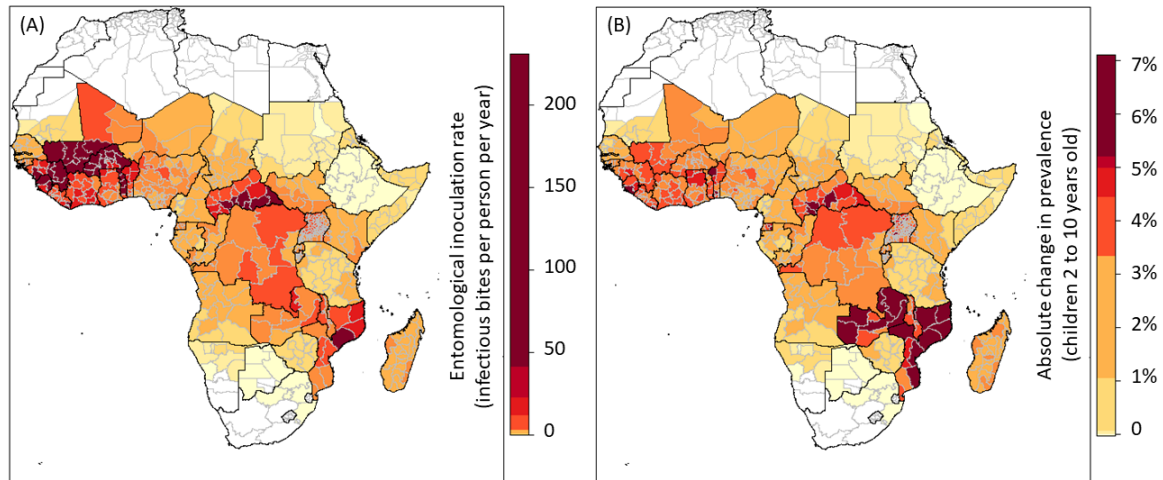 (A)
200
150
100
50
0
Entomological inoculation rate
(infectious bites per person per year)
(B)
7%
6%
5%
4%
3%
2%
1%
0
Absolute change in prevalence
(children 2 to 10 years old)